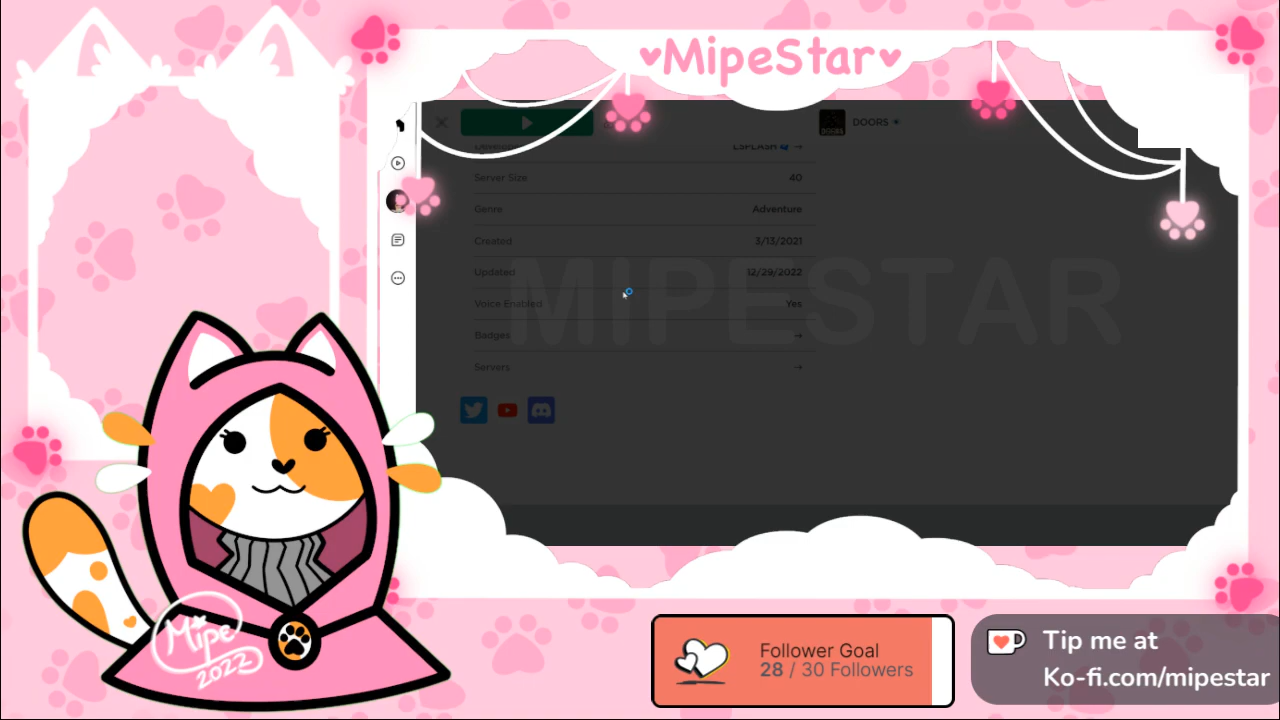 MipeStar
DOORS
LSPLASH
Server Size 40
Genre Adventure
Created 3/13/2021
Updated 12/29/2022
Voice Enabled Yes
Badges
Servers
MIPESTAR
Mipe
2022
Follower Goal
28 / 30 Followers
Tip me at
Ko-fi.com/mipestar